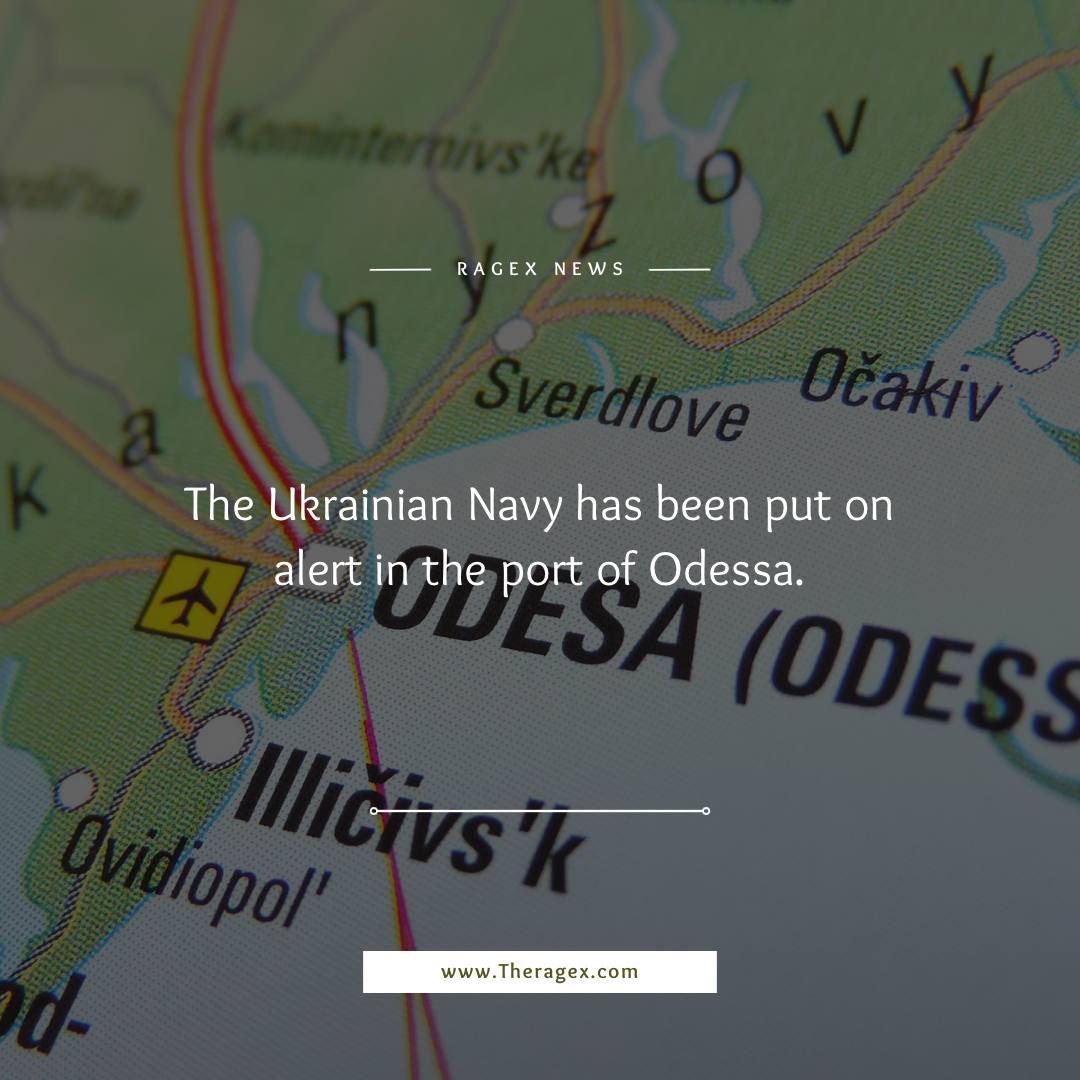 Kominternivs'ke
k a n y z o v y
RAGEX NEWS
Sverdlove
Očakiv
The Ukrainian Navy has been put on
alert in the port of Odessa.
ODESA (ODESS
Illičivs'k
Ovidiopol'
od-
www.Theragex.com